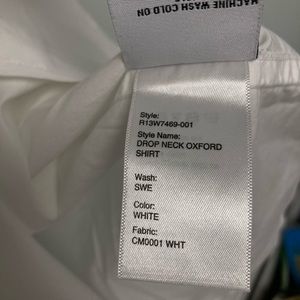 MACHINE WASH COLD ON
Style:
R13W7469-001
Style Name:
DROP NECK OXFORD
SHIRT
Wash:
SWE
Color:
WHITE
Fabric:
CM0001 WHT